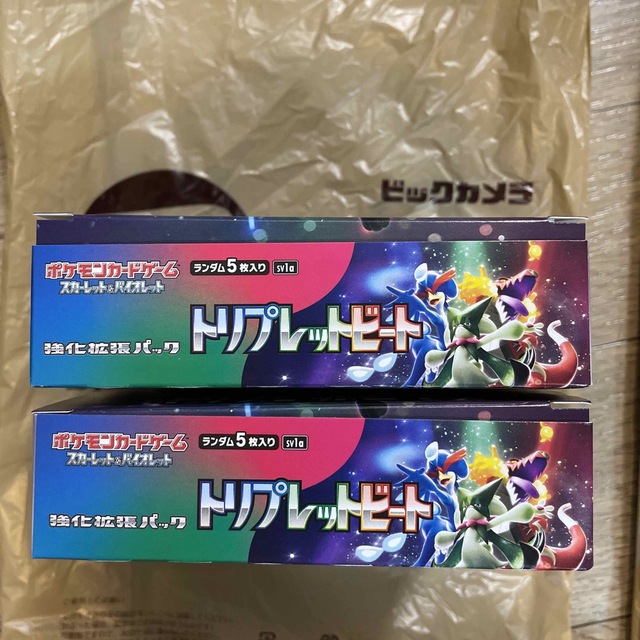 ビックカメラ
ポケモンカードゲーム
スカーレット&バイオレット
ランダム5枚入り sv1a
強化拡張パック
トリプレットビート
ポケモンカードゲーム
スカーレット&バイオレット
ランダム5枚入り sv1a
強化拡張パック
トリプレットビート